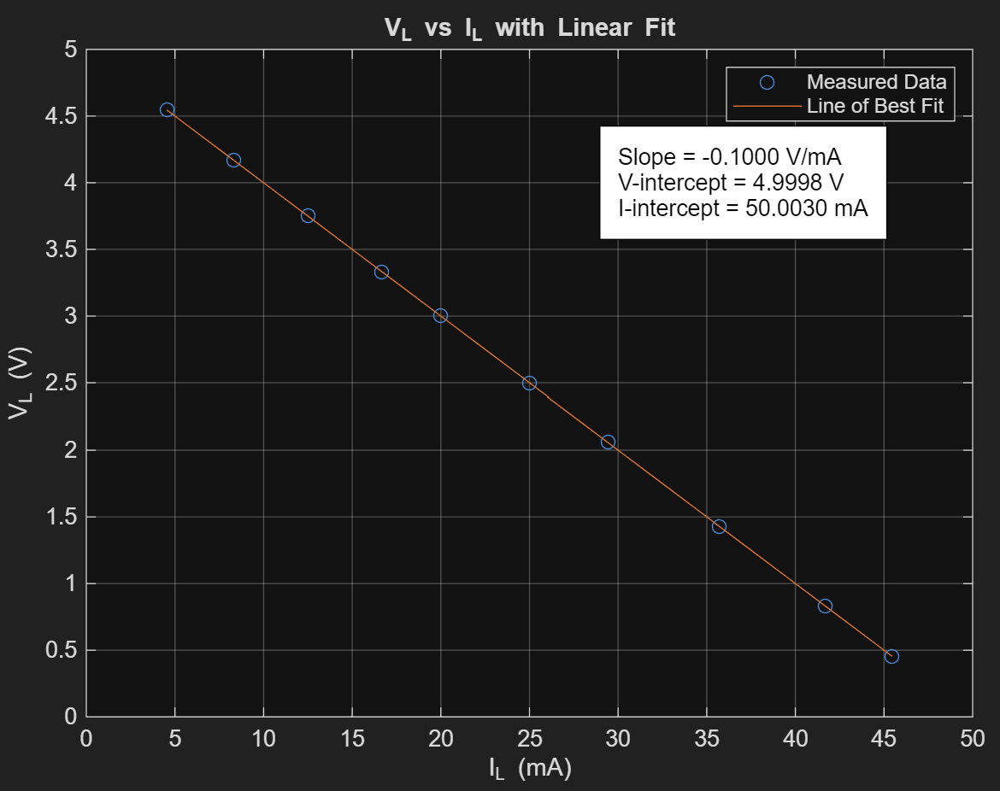 V_L vs I_L with Linear Fit
Measured Data
Line of Best Fit
Slope = -0.1000 V/mA
V-intercept = 4.9998 V
I-intercept = 50.0030 mA
V_L (V)
5
4.5
4
3.5
3
2.5
2
1.5
1
0.5
0
0 5 10 15 20 25 30 35 40 45 50
I_L (mA)